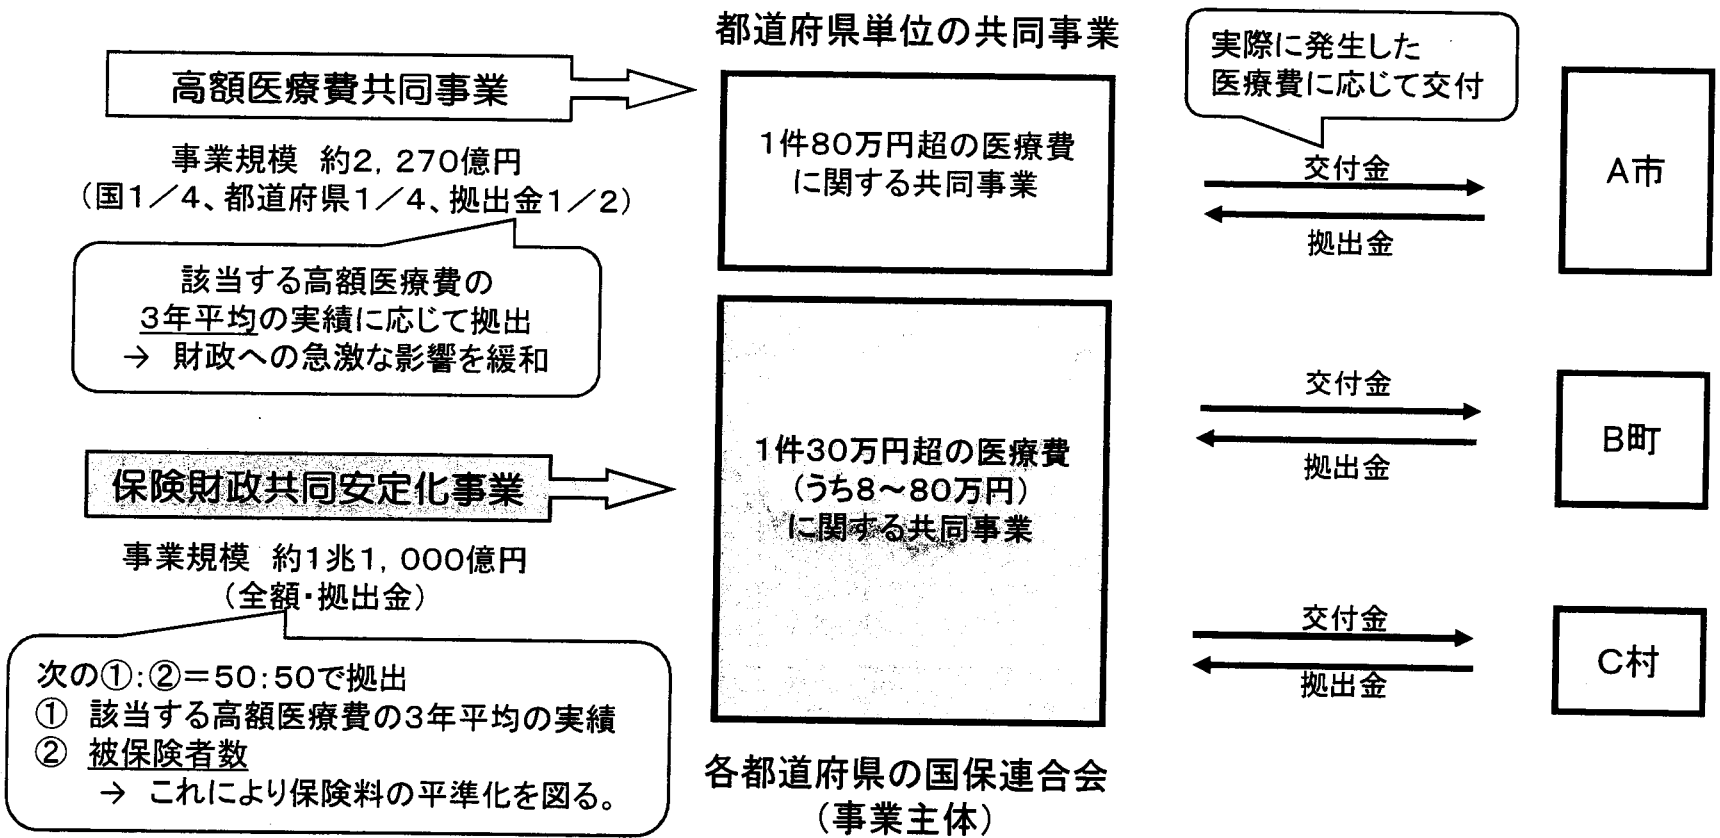 都道府県単位の共同事業
高額医療費共同事業
事業規模 約2,270億円
(国1/4、都道府県1/4、拠出金1/2)
該当する高額医療費の
3年平均の実績に応じて拠出
→ 財政への急激な影響を緩和
保険財政共同安定化事業
事業規模 約1兆1,000億円
(全額・拠出金)
次の①:②=50:50で拠出
① 該当する高額医療費の3年平均の実績
② 被保険者数
→ これにより保険料の平準化を図る。
1件80万円超の医療費
に関する共同事業
1件30万円超の医療費
(うち8~80万円)
に関する共同事業
各都道府県の国保連合会
(事業主体)
実際に発生した
医療費に応じて交付
交付金
拠出金
A市
交付金
拠出金
B町
交付金
拠出金
C村